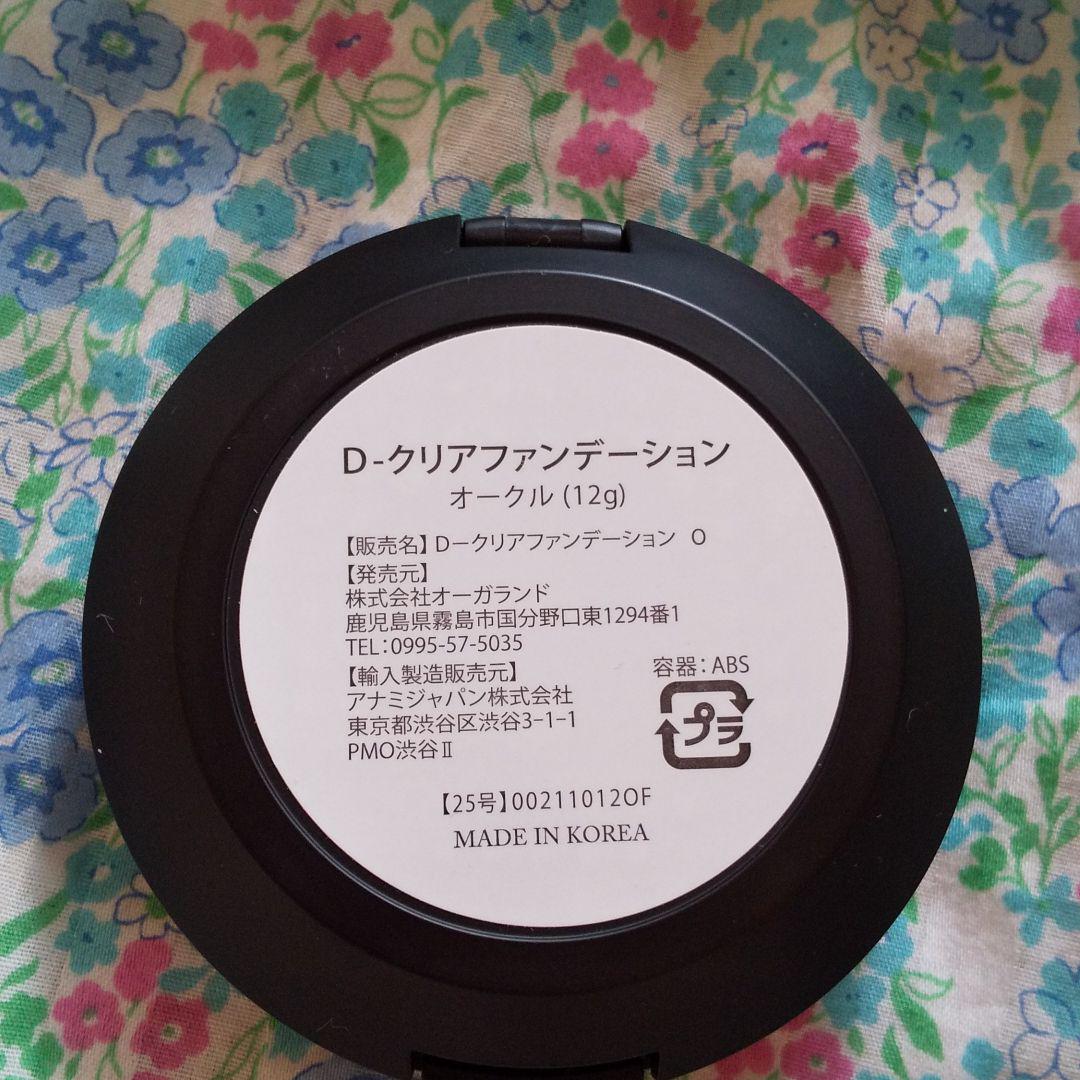 D-クリアファンデーション
オークル (12g)
【販売名】D−クリアファンデーション O
【発売元】
株式会社オーガランド
鹿児島県霧島市国分野口東1294番1
TEL：0995-57-5035
【輸入製造販売元】
アナミジャパン株式会社
東京都渋谷区渋谷3-1-1
PMO渋谷Ⅱ
容器：ABS
プラ
【25号】00211012OF
MADE IN KOREA